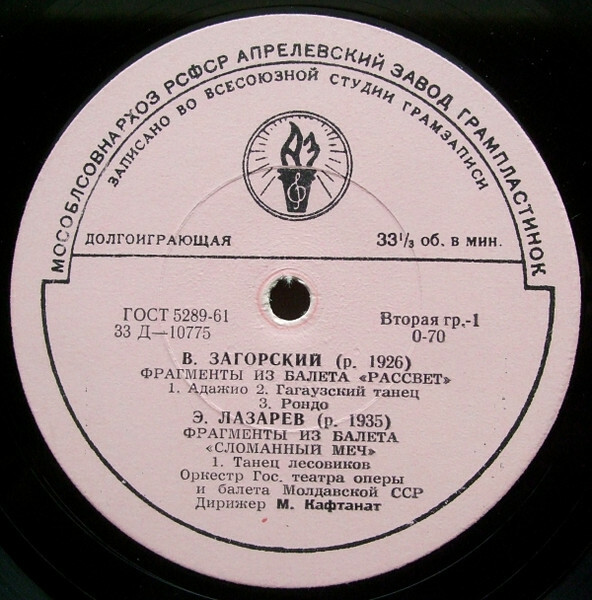 МОСОБЛСОВНАРХОЗ РСФСР АПРЕЛЕВСКИЙ ЗАВОД ГРАМПЛАСТИНОК
ЗАПИСАНО ВО ВСЕСОЮЗНОЙ СТУДИИ ГРАМЗАПИСИ
АЗ
ДОЛГОИГРАЮЩАЯ 33⅓ об. в мин.
ГОСТ 5289-61 Вторая гр,-1
33 Д—10775 0-70
В. ЗАГОРСКИЙ (р. 1926)
ФРАГМЕНТЫ ИЗ БАЛЕТА «РАССВЕТ»
1. Адажио 2. Гагаузский танец
3. Рондо
Э. ЛАЗАРЕВ (р. 1935)
ФРАГМЕНТЫ ИЗ БАЛЕТА
«СЛОМАННЫЙ МЕЧ»
1. Танец лесовиков
Оркестр Гос. театра оперы
и балета Молдавской ССР
Дирижер М. Кафтанат